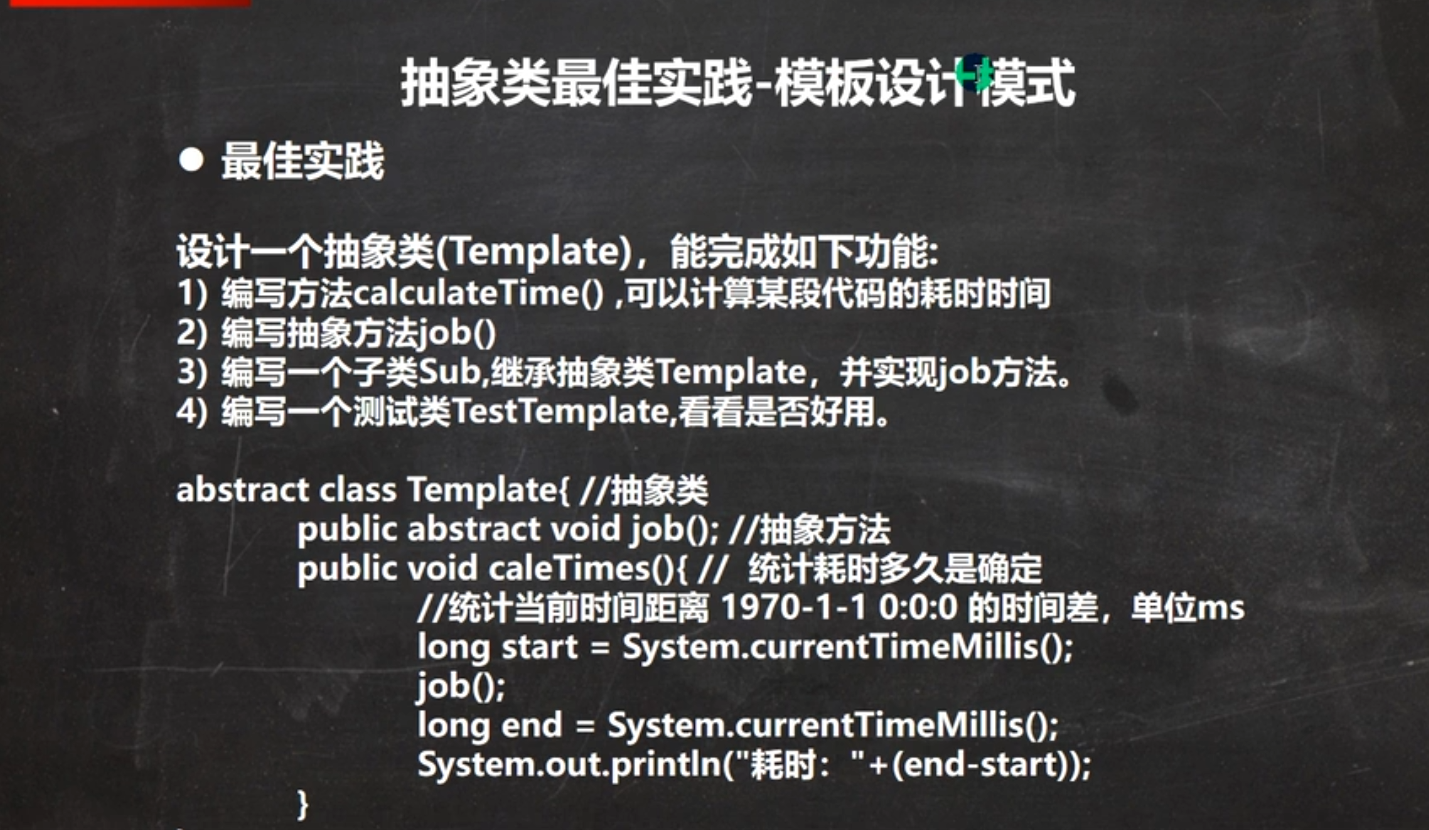 抽象类最佳实践-模板设计模式
● 最佳实践
设计一个抽象类(Template)，能完成如下功能:
1) 编写方法calculateTime() ,可以计算某段代码的耗时时间
2) 编写抽象方法job()
3) 编写一个子类Sub,继承抽象类Template，并实现job方法。
4) 编写一个测试类TestTemplate,看看是否好用。
abstract class Template{ //抽象类
public abstract void job(); //抽象方法
public void caleTimes(){ // 统计耗时多久是确定
//统计当前时间距离 1970-1-1 0:0:0 的时间差，单位ms
long start = System.currentTimeMillis();
job();
long end = System.currentTimeMillis();
System.out.println("耗时："+(end-start));
}